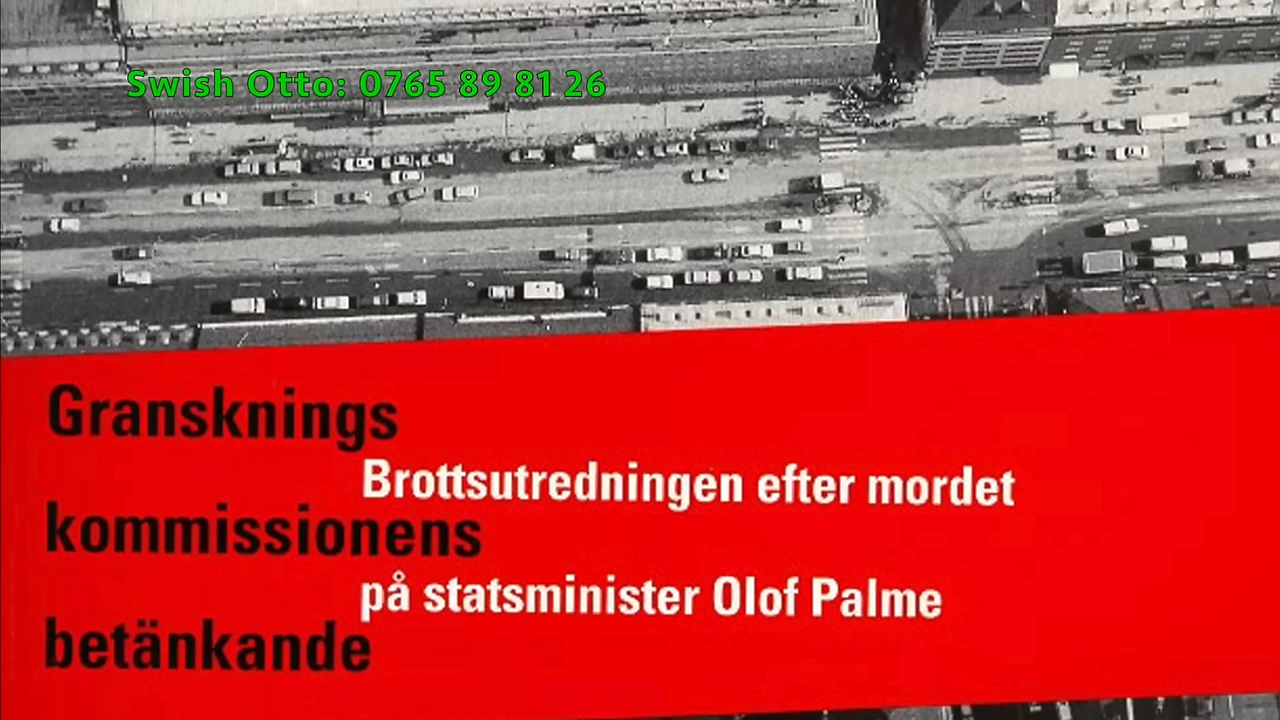 Swish Otto: 0765 89 81 26
Gransknings
Brottsutredningen efter mordet
kommissionens
på statsminister Olof Palme
betänkande